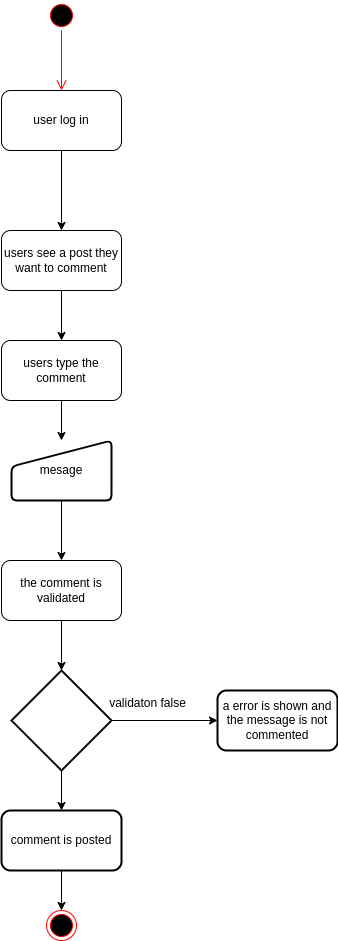 user log in
users see a post they
want to comment
users type the
comment
mesage
the comment is
validated
validaton false
a error is shown and
the message is not
commented
comment is posted